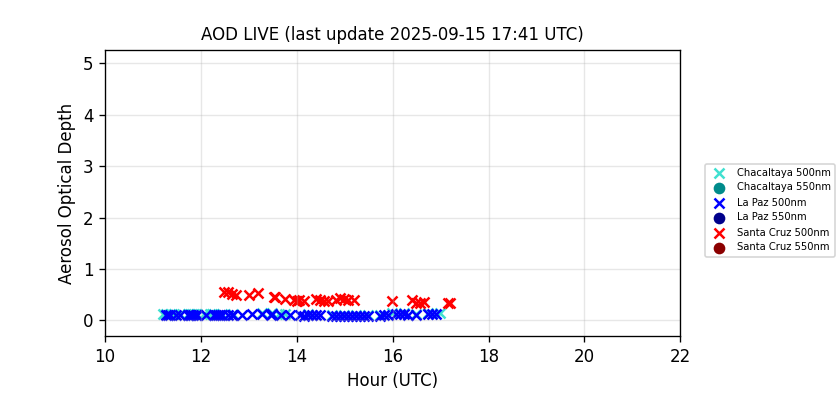 AOD LIVE (last update 2025-09-15 17:41 UTC)
Aerosol Optical Depth
5
4
3
2
1
0
10 12 14 16 18 20 22
Hour (UTC)
Chacaltaya 500nm
Chacaltaya 550nm
La Paz 500nm
La Paz 550nm
Santa Cruz 500nm
Santa Cruz 550nm